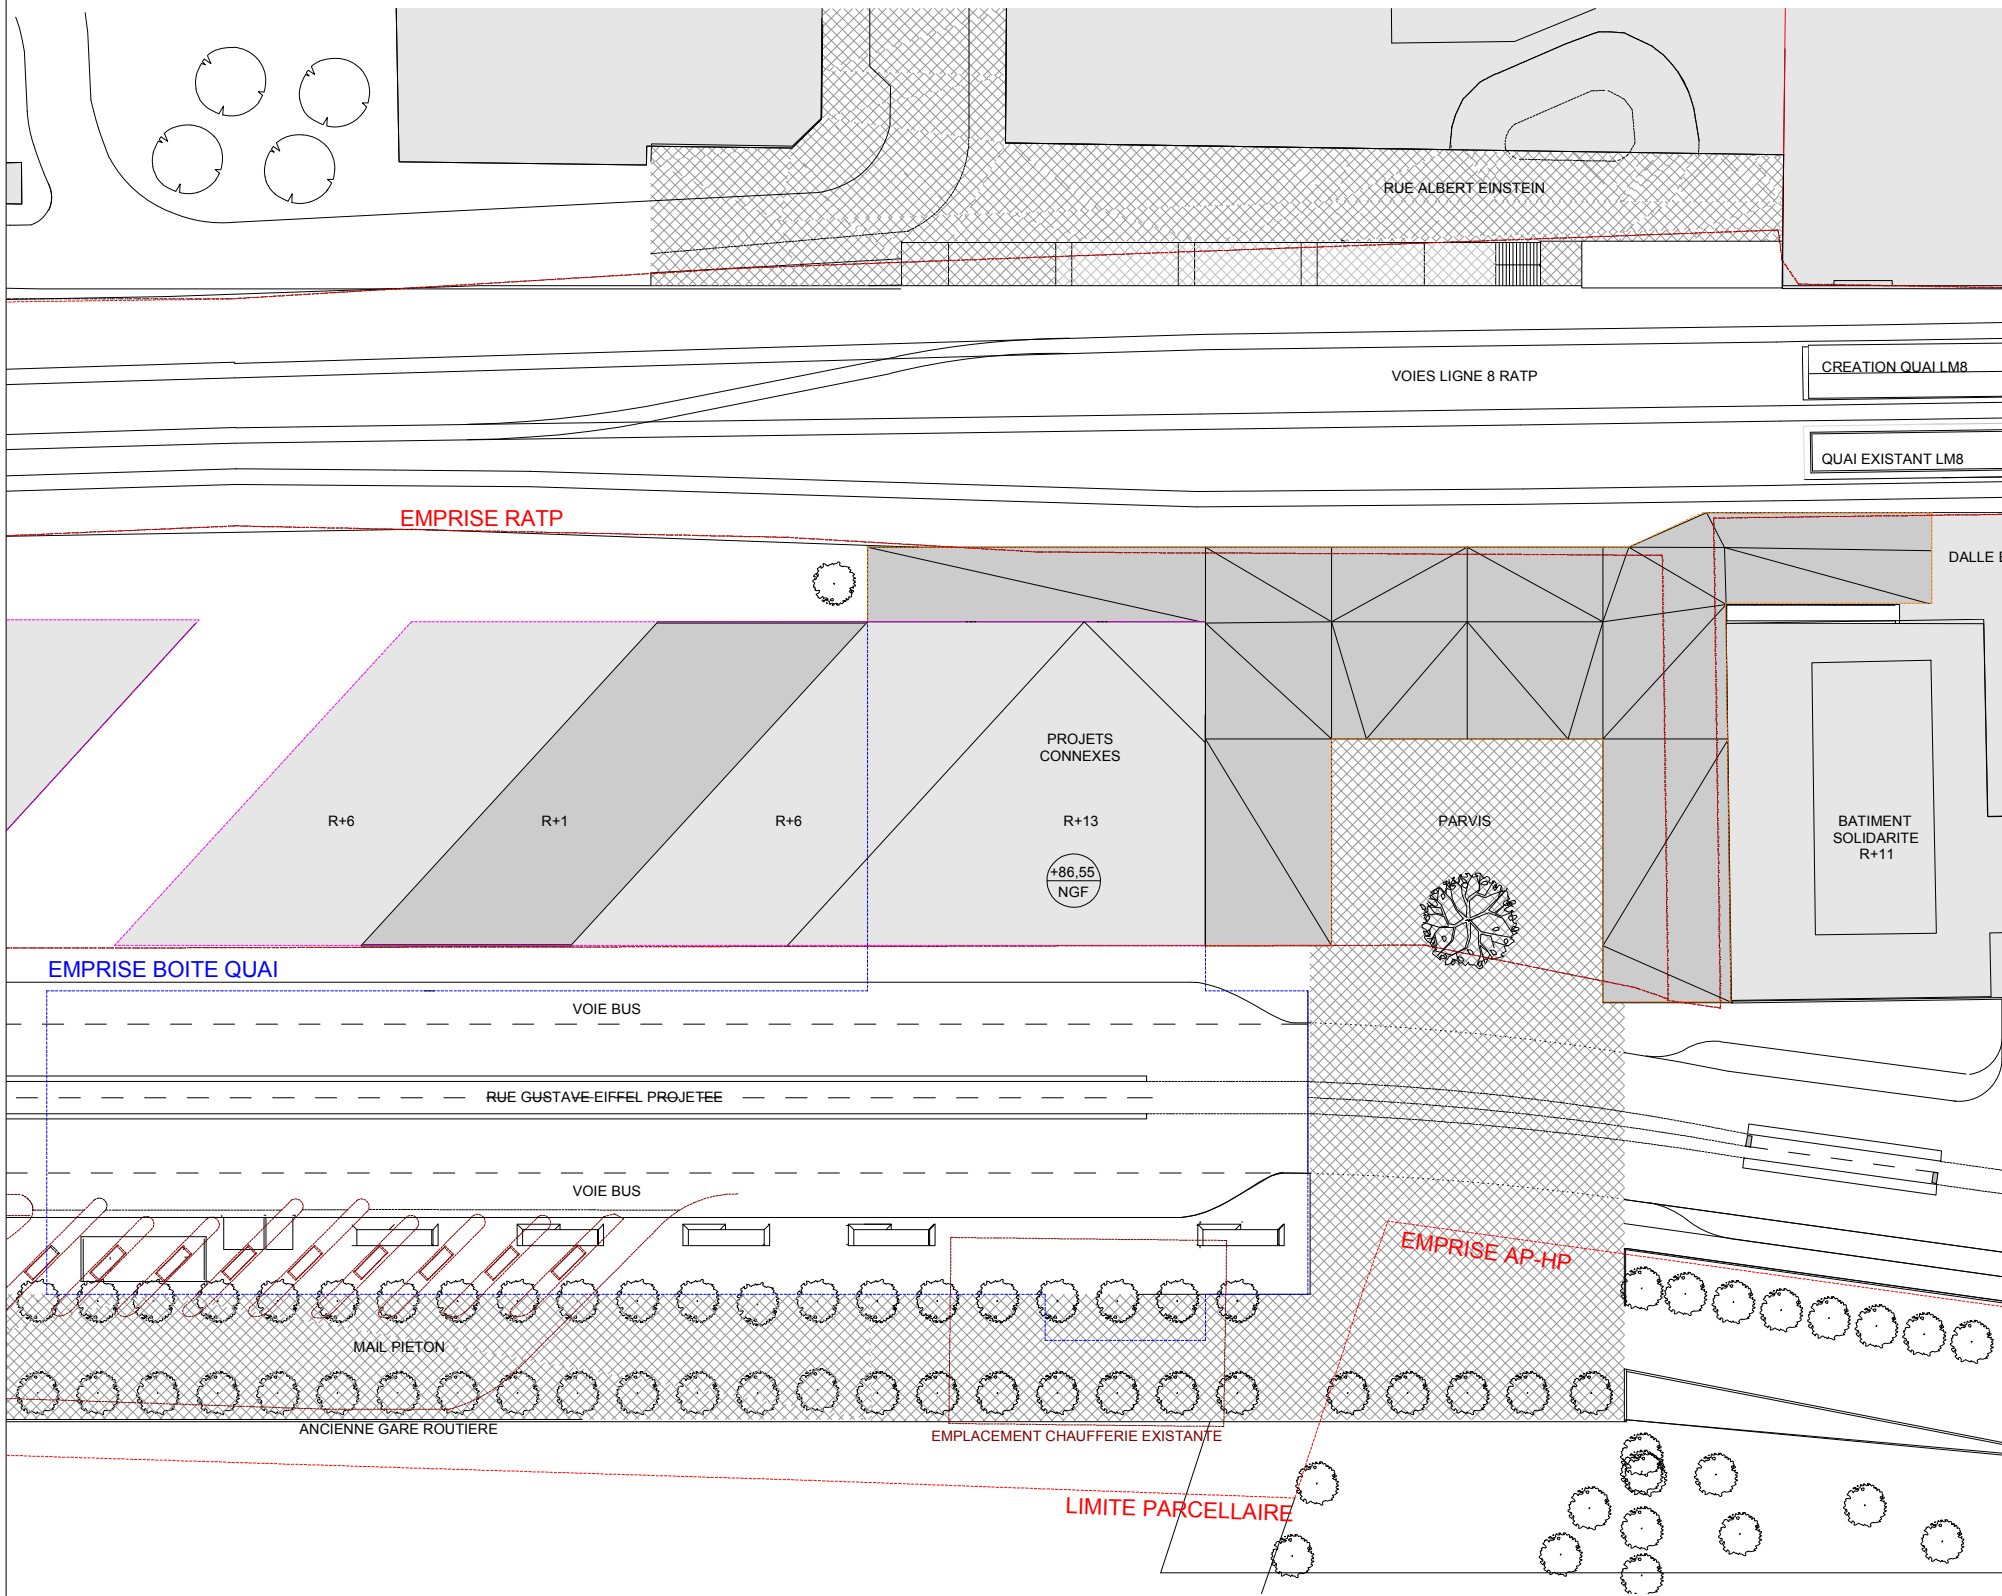 RUE ALBERT EINSTEIN
VOIES LIGNE 8 RATP
CREATION QUAI LM8
QUAI EXISTANT LM8
EMPRISE RATP
DALLE
PROJETS
CONNEXES
R+6
R+1
R+6
R+13
PARVIS
BATIMENT
SOLIDARITE
R+11
+86,55
NGF
EMPRISE BOITE QUAI
VOIE BUS
RUE GUSTAVE EIFFEL PROJETEE
VOIE BUS
EMPRISE AP-HP
MAIL PIETON
ANCIENNE GARE ROUTIERE
EMPLACEMENT CHAUFFERIE EXISTANTE
LIMITE PARCELLAIRE